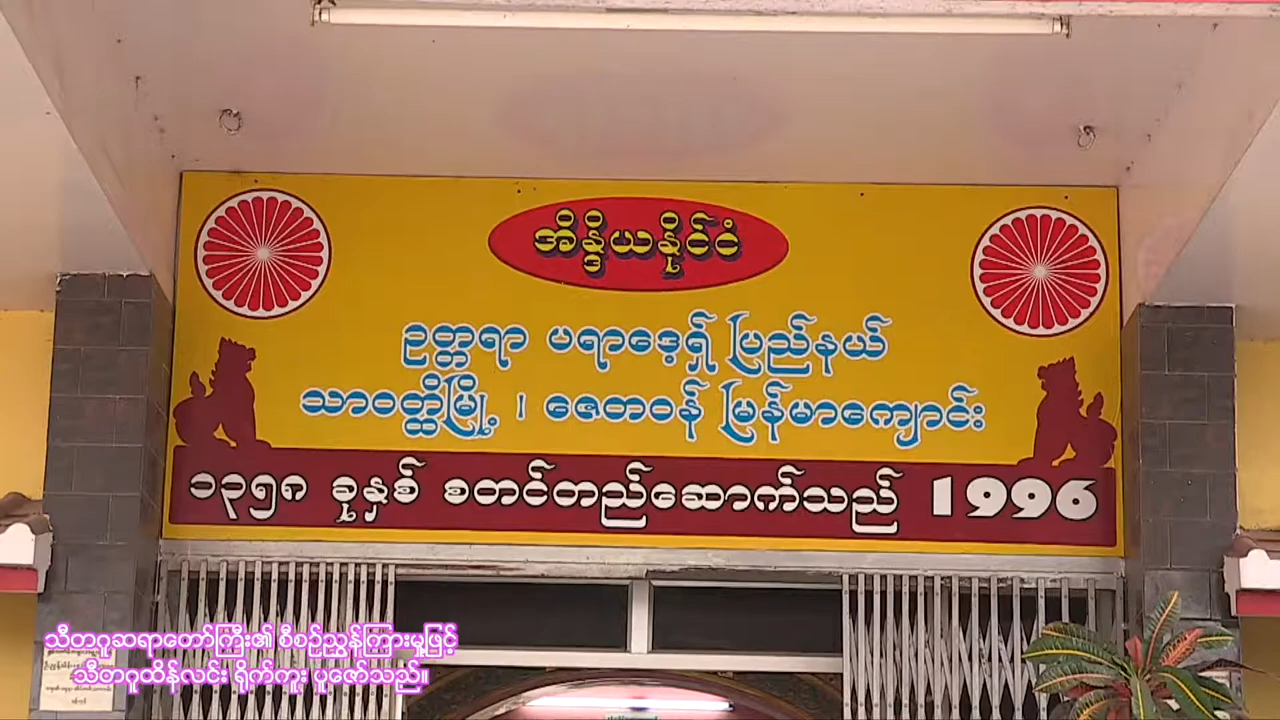 အိန္ဒိယနိုင်ငံ
ဥတ္တရာ ပရာဒေ့ရှ် ပြည်နယ်
သာဝတ္ထိမြို့ ၊ ဇေတဝန် မြန်မာကျောင်း
၁၃၅၈ ခုနှစ် စတင်တည်ဆောက်သည် 1996
သီတဂူဆရာတော်ကြီး၏ စီစဉ်ညွှန်ကြားမှုဖြင့်
သီတဂူထိန်လင်း ရိုက်ကူး ပူဇော်သည်။